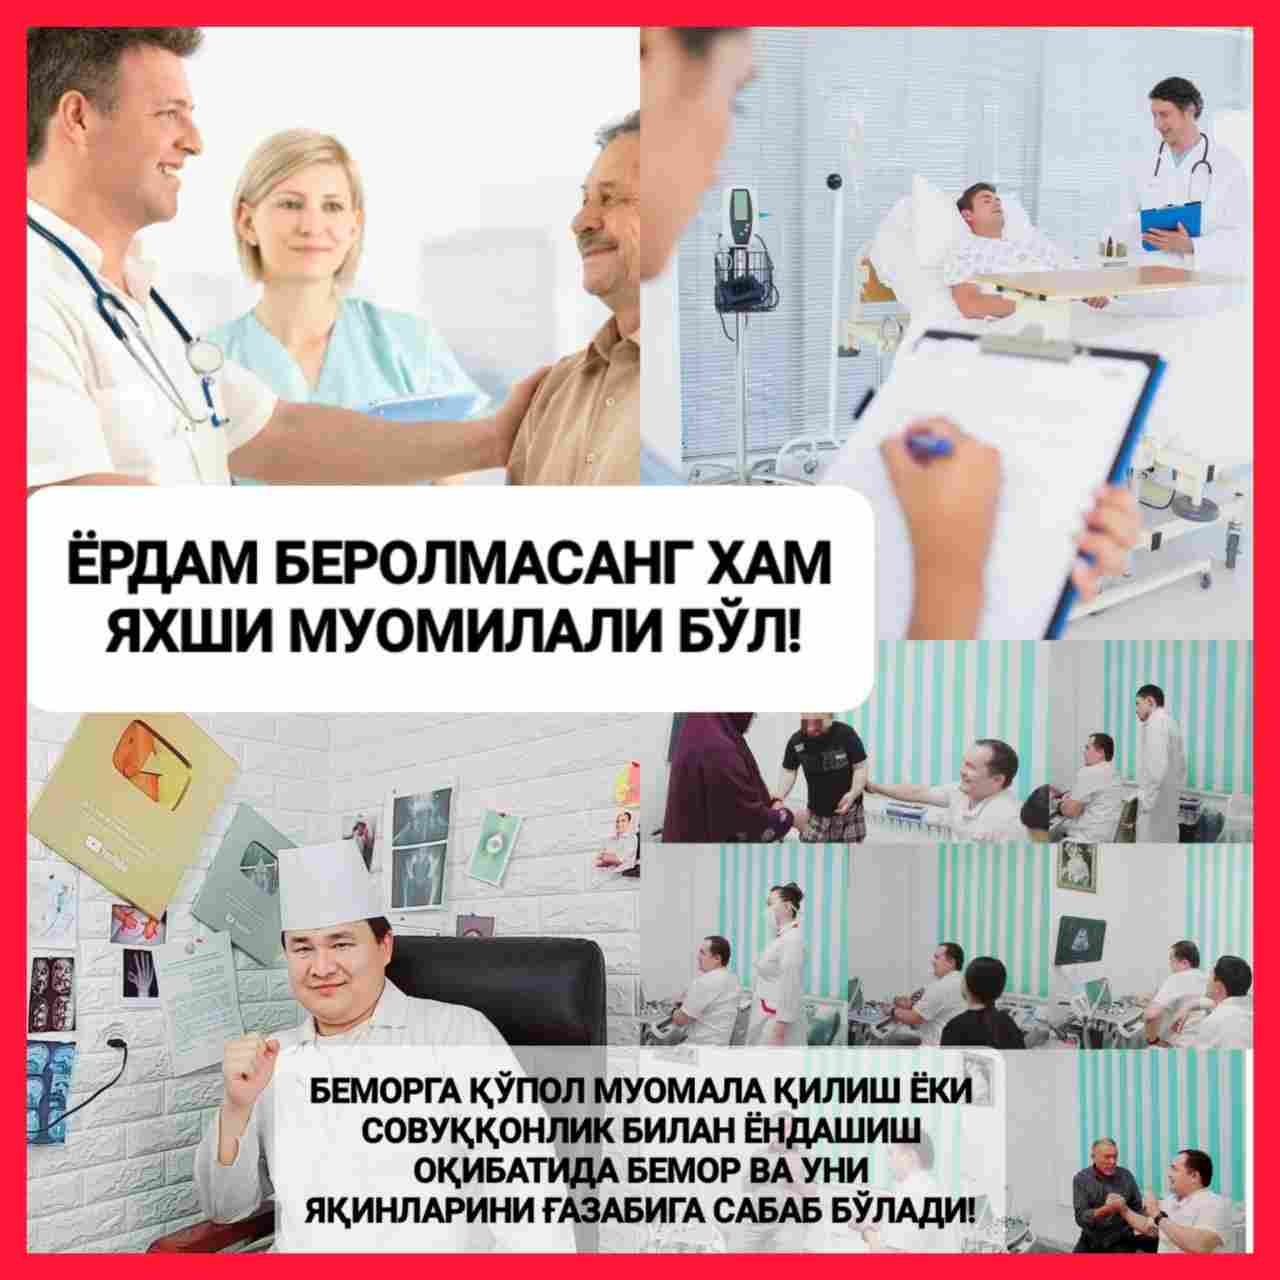 ЁРДАМ БЕРОЛМАСАНГ ХАМ
ЯХШИ МУОМИЛАЛИ БЎЛ!
БЕМОРГА ҚЎПОЛ МУОМАЛА ҚИЛИШ ЁКИ
СОВУҚҚОНЛИК БИЛАН ЁНДАШИШ
ОҚИБАТИДА БЕМОР ВА УНИ
ЯҚИНЛАРИНИ ҒАЗАБИГА САБАБ БЎЛАДИ!